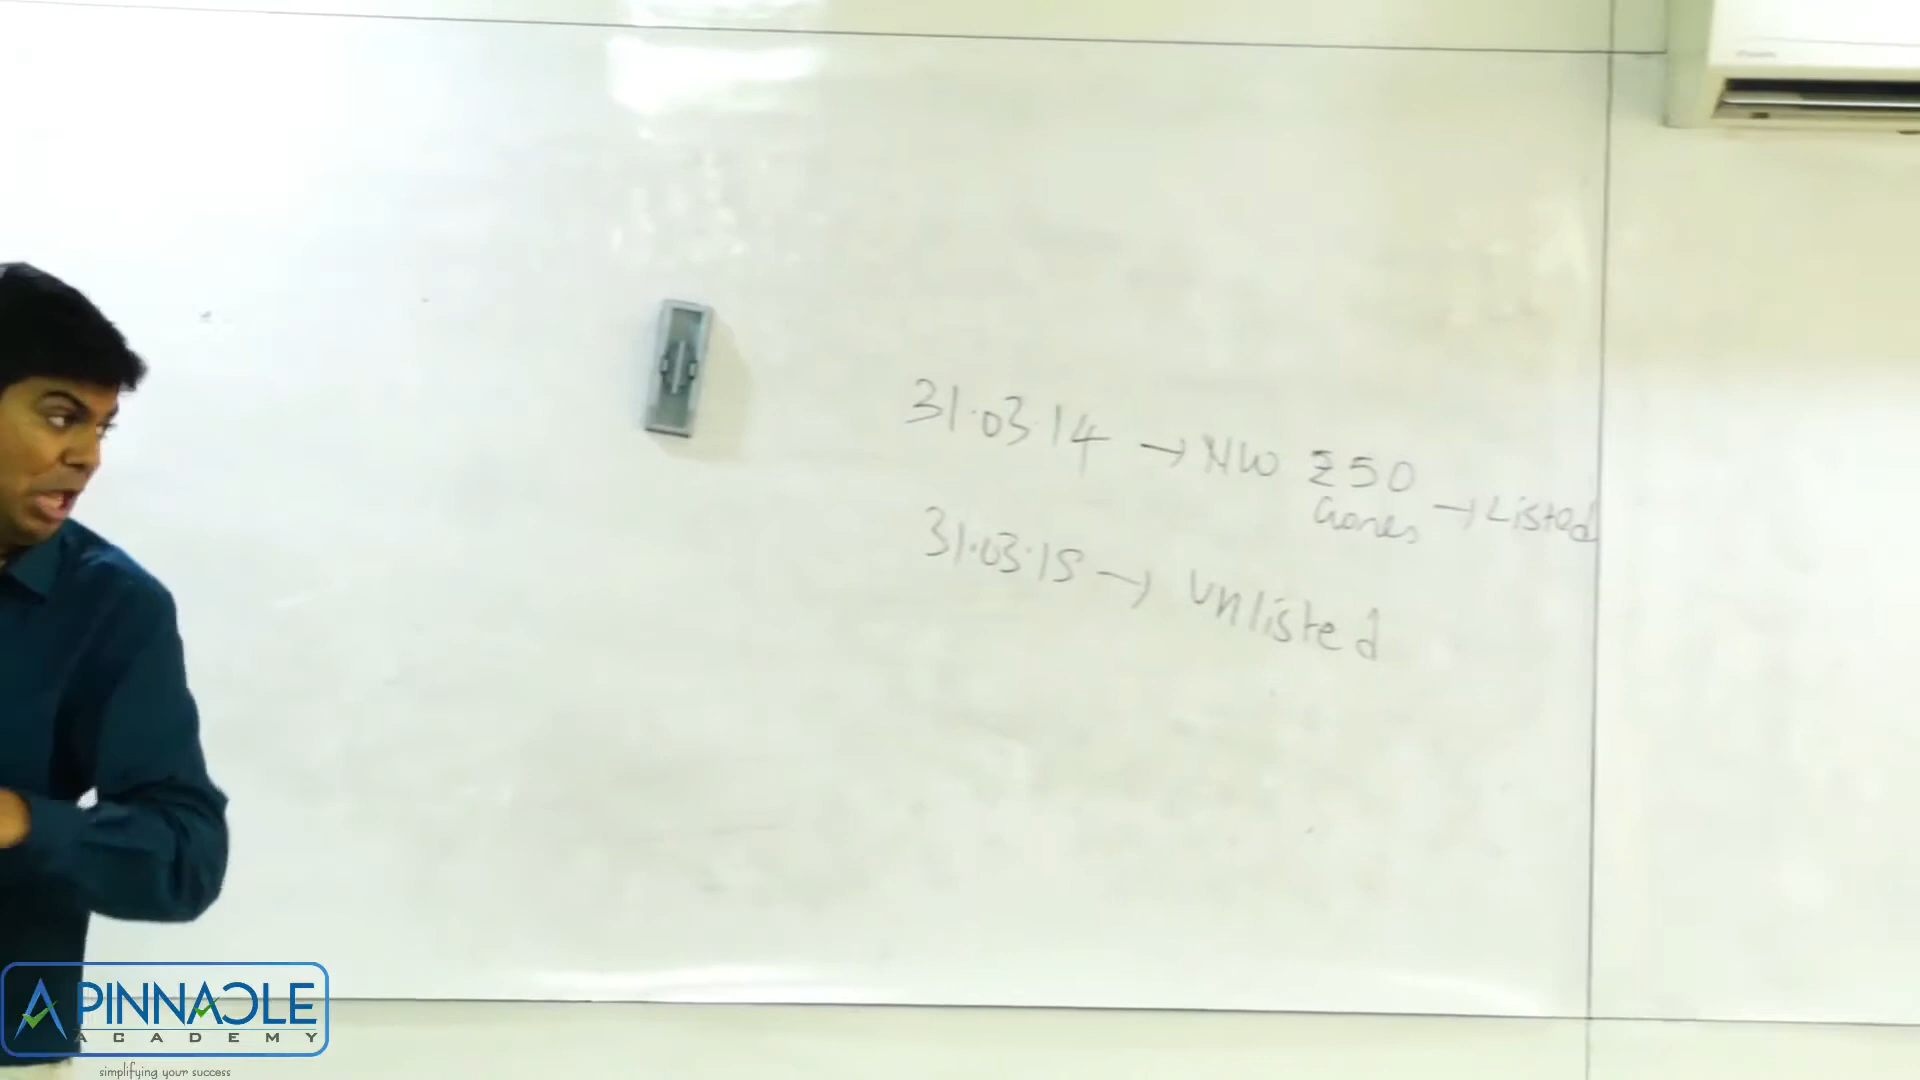 31.03.14 → NW ₹50 Crores → Listed
31.03.15 → Unlisted
PINNACLE
ACADEMY
simplifying your success